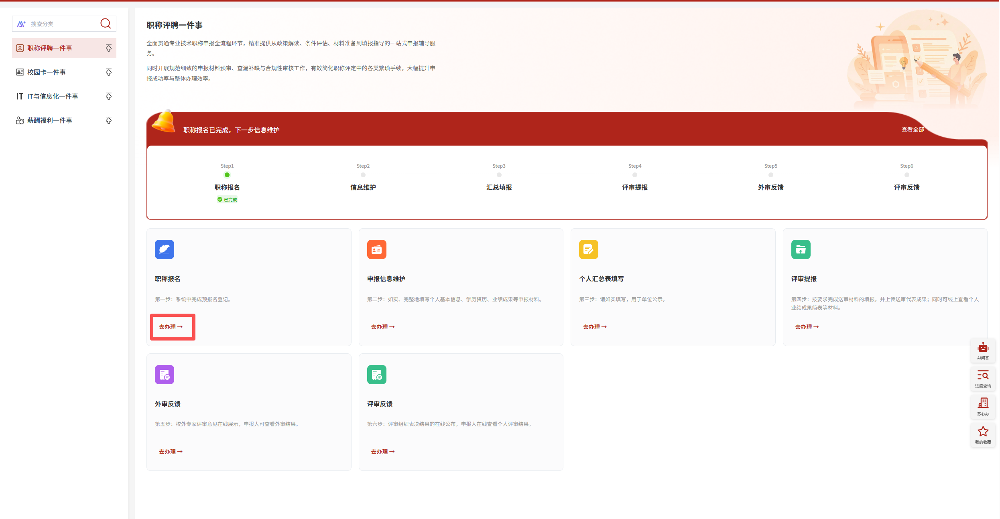 搜索分类
职称评聘一件事
校园卡一件事
IT与信息化一件事
薪酬福利一件事
职称评聘一件事
全面贯通专业技术职称申报全流程环节，精准提供从政策解读、条件评估、材料准备到填报指导的一站式申报辅导服
务。
同时开展规范细致的申报材料预审、查漏补缺与合规性审核工作，有效简化职称评定中的各类繁琐手续，大幅提升申
报成功率与整体办理效率。
职称报名已完成，下一步信息维护
查看全部
Step1
Step2
Step3
Step4
Step5
Step6
职称报名
信息维护
汇总填报
评审提报
外审反馈
评审反馈
已完成
职称报名
第一步：系统中完成预报名登记。
去办理 →
申报信息维护
第二步：如实、完整地填写个人基本信息、学历资历、业绩成果等申报材料。
去办理 →
个人汇总表填写
第三步：请如实填写，用于单位公示。
去办理 →
评审提报
第四步：按要求完成送审材料的填报，并上传送审代表成果；同时可线上查看个人
业绩成果简表等材料。
去办理 →
外审反馈
第五步：校外专家评审意见在线展示，申报人可查看外审结果。
去办理 →
评审反馈
第六步：评审组织表决结果的在线公布，申报人在线查看个人评审结果。
去办理 →
AI问答
进度查询
苏心办
我的收藏